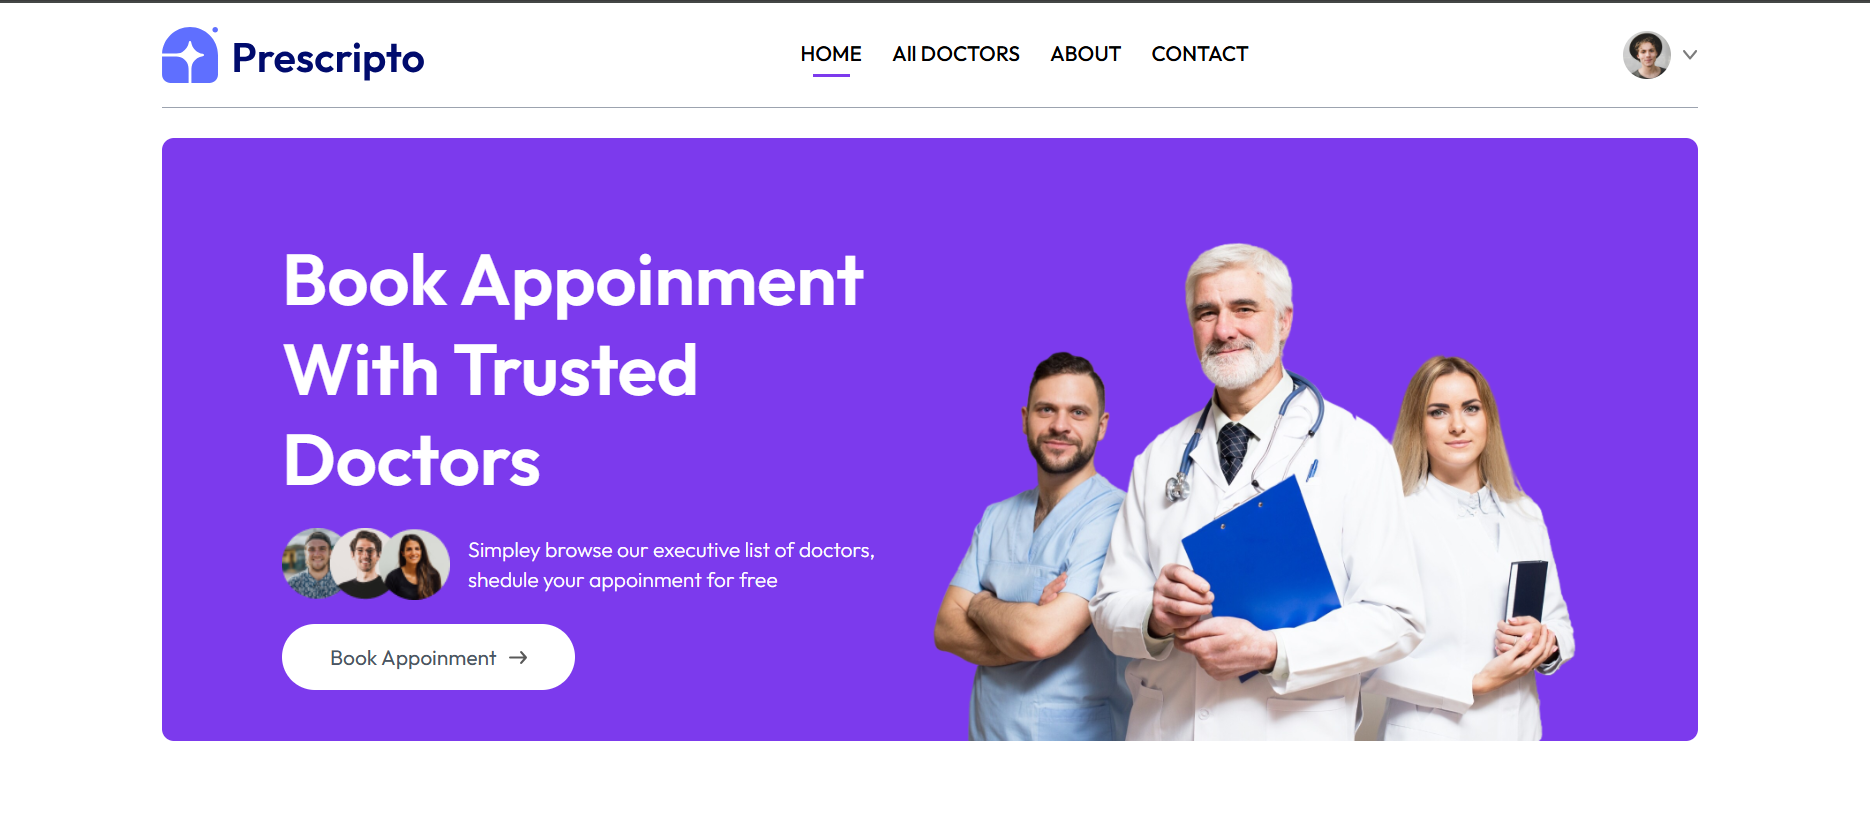 Prescripto
HOME
All DOCTORS
ABOUT
CONTACT
Book Appoinment
With Trusted
Doctors
Simpley browse our executive list of doctors,
shedule your appoinment for free
Book Appoinment